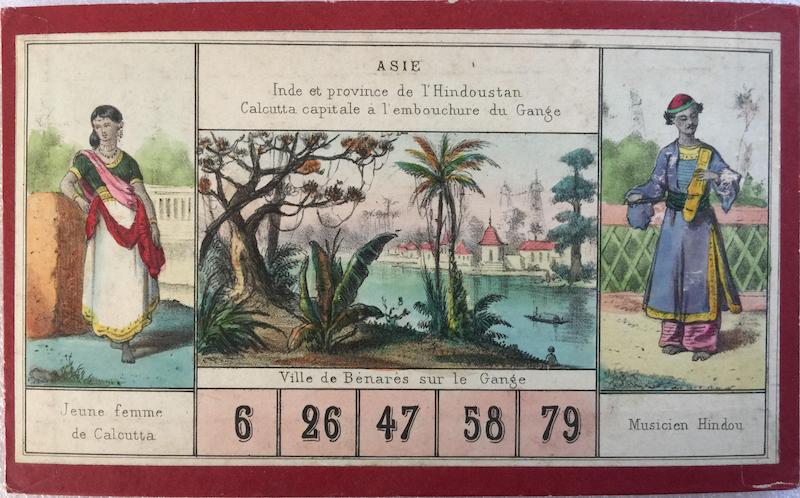 ASIE
Inde et province de l'Hindoustan
Calcutta capitale à l'embouchure du Gange
Ville de Bénarès sur le Gange
Jeune femme
de Calcutta
6 26 47 58 79
Musicien Hindou